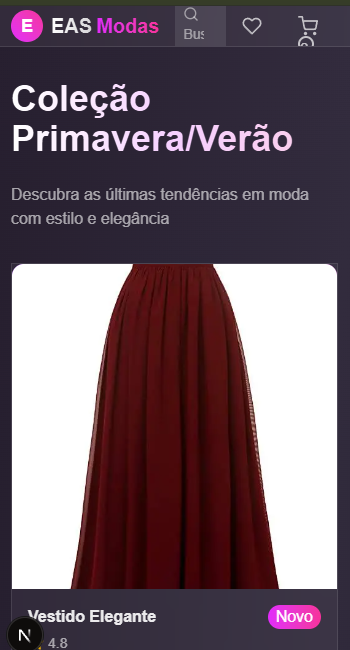 E EAS Modas
Bus
Coleção
Primavera/Verão
Descubra as últimas tendências em moda
com estilo e elegância
Vestido Elegante
Novo
N
4.8